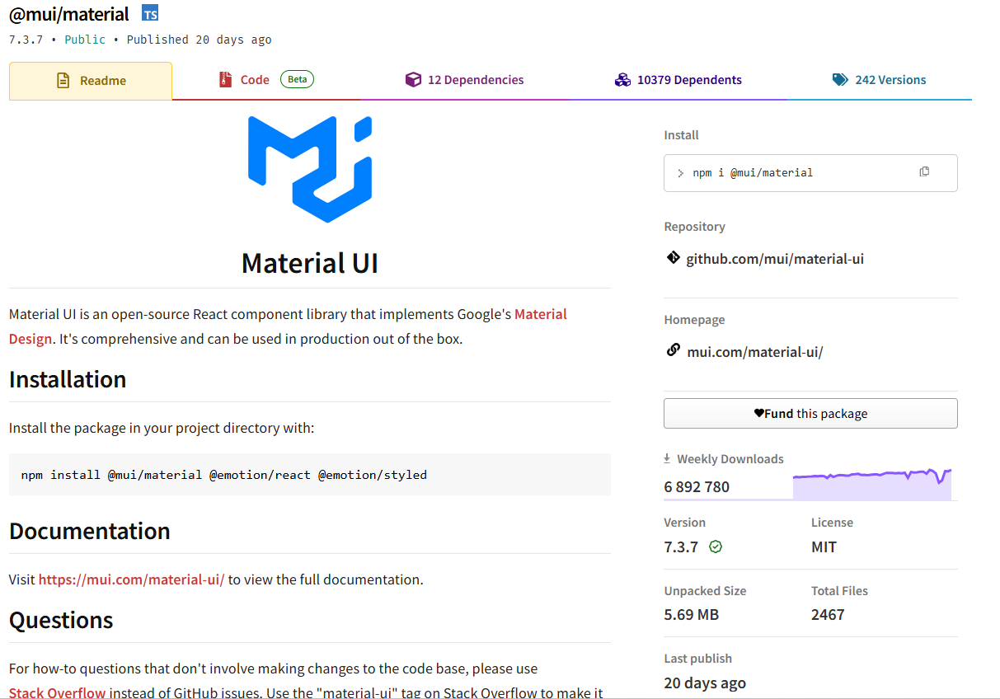 @mui/material TS
7.3.7 • Public • Published 20 days ago
Readme
Code Beta
12 Dependencies
10379 Dependents
242 Versions
Material UI
Material UI is an open-source React component library that implements Google's Material
Design. It's comprehensive and can be used in production out of the box.
Installation
Install the package in your project directory with:
npm install @mui/material @emotion/react @emotion/styled
Documentation
Visit https://mui.com/material-ui/ to view the full documentation.
Questions
For how-to questions that don't involve making changes to the code base, please use
Stack Overflow instead of GitHub issues. Use the "material-ui" tag on Stack Overflow to make it
Install
> npm i @mui/material
Repository
github.com/mui/material-ui
Homepage
mui.com/material-ui/
Fund this package
Weekly Downloads
6 892 780
Version
7.3.7
License
MIT
Unpacked Size
5.69 MB
Total Files
2467
Last publish
20 days ago